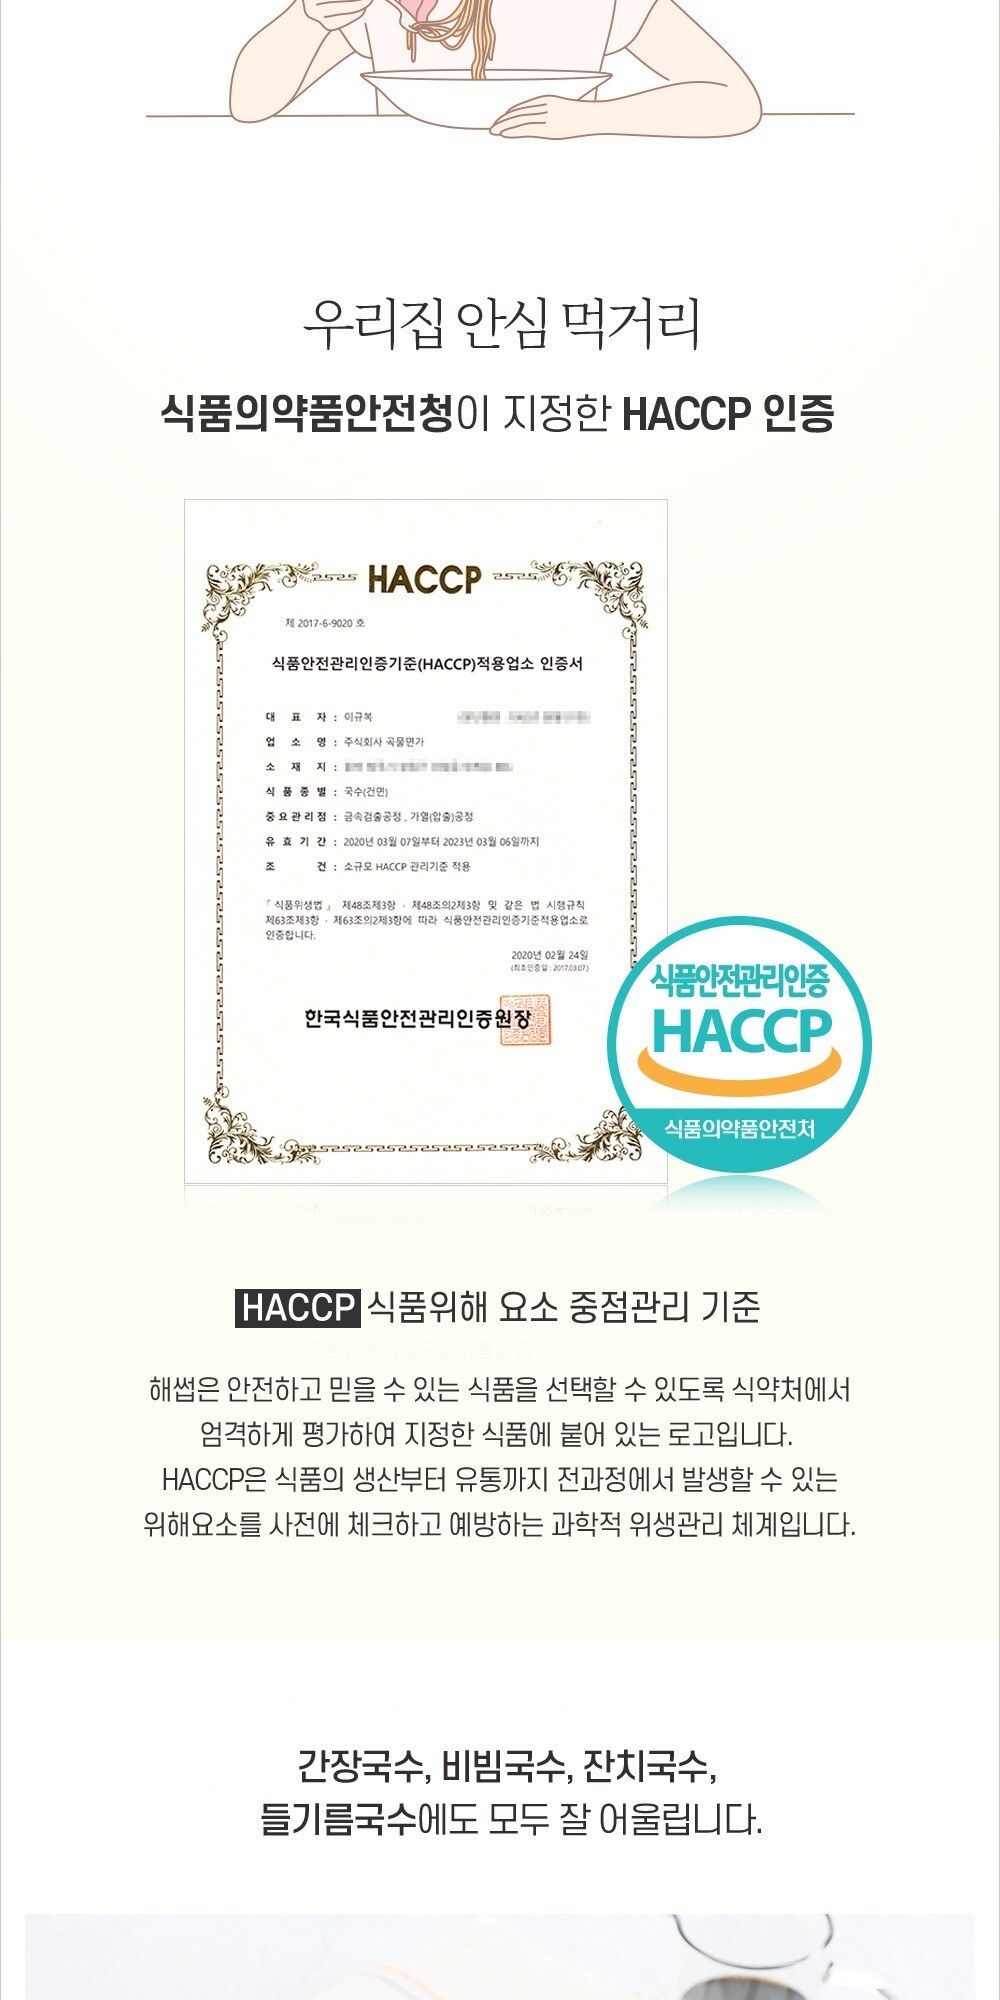 우리집 안심 먹거리
식품의약품안전청이 지정한 HACCP 인증
HACCP
제 2017-6-9020 호
식품안전관리인증기준(HACCP)적용업소 인증서
대 표 자 : 이규복
업 소 명 : 주식회사 곡물면가
소 재 지 :
식 품 종 별 : 국수(건면)
중요관리점 : 금속검출공정 , 가열(압출)공정
유 효 기 간 : 2020년 03월 07일부터 2023년 03월 06일까지
조 건 : 소규모 HACCP 관리기준 적용
「식품위생법」 제48조제3항 · 제48조의2제3항 및 같은 법 시행규칙
제63조제3항 · 제63조의2제3항에 따라 식품안전관리인증기준적용업소로
인증합니다.
2020년 02월 24일
(최초인증일 : 2017.03.07.)
한국식품안전관리인증원장
식품안전관리인증
HACCP
식품의약품안전처
HACCP 식품위해 요소 중점관리 기준
해썹은 안전하고 믿을 수 있는 식품을 선택할 수 있도록 식약처에서
엄격하게 평가하여 지정한 식품에 붙어 있는 로고입니다.
HACCP은 식품의 생산부터 유통까지 전과정에서 발생할 수 있는
위해요소를 사전에 체크하고 예방하는 과학적 위생관리 체계입니다.
간장국수, 비빔국수, 잔치국수,
들기름국수에도 모두 잘 어울립니다.